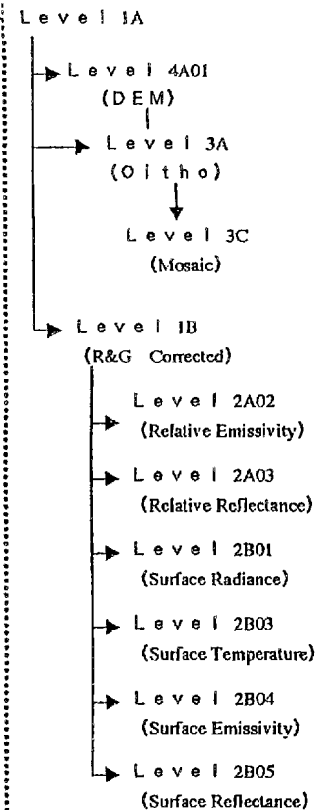 Level 1A
Level 4A01
(DEM)
Level 3A
(Oitho)
Level 3C
(Mosaic)
Level 1B
(R&G Corrected)
Level 2A02
(Relative Emissivity)
Level 2A03
(Relative Reflectance)
Level 2B01
(Surface Radiance)
Level 2B03
(Surface Temperature)
Level 2B04
(Surface Emissivity)
Level 2B05
(Surface Reflectance)